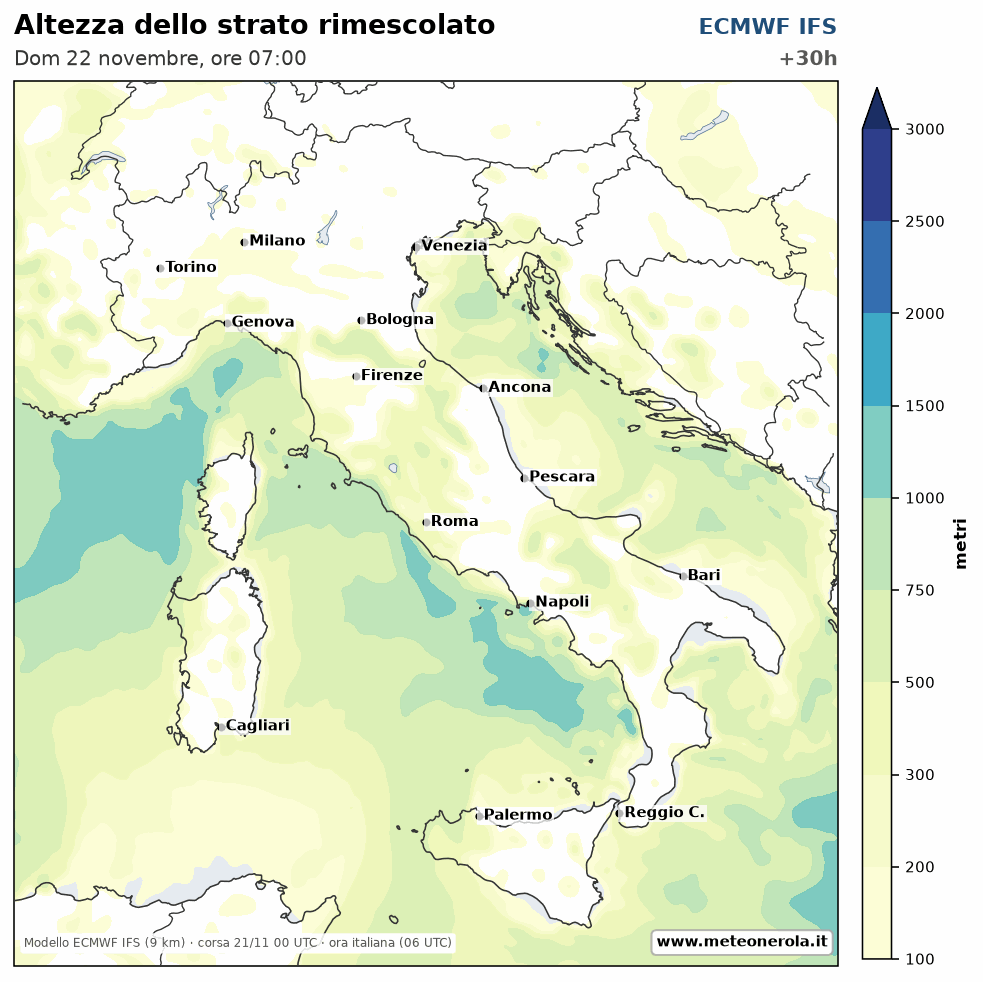 Altezza dello strato rimescolato
ECMWF IFS
Dom 22 novembre, ore 07:00
+30h
3000
2500
2000
1500
1000
750
500
300
200
100
metri
Milano
Venezia
Torino
Genova
Bologna
Firenze
Ancona
Pescara
Roma
Bari
Napoli
Cagliari
Palermo
Reggio C.
Modello ECMWF IFS (9 km) · corsa 21/11 00 UTC · ora italiana (06 UTC)
www.meteonerola.it